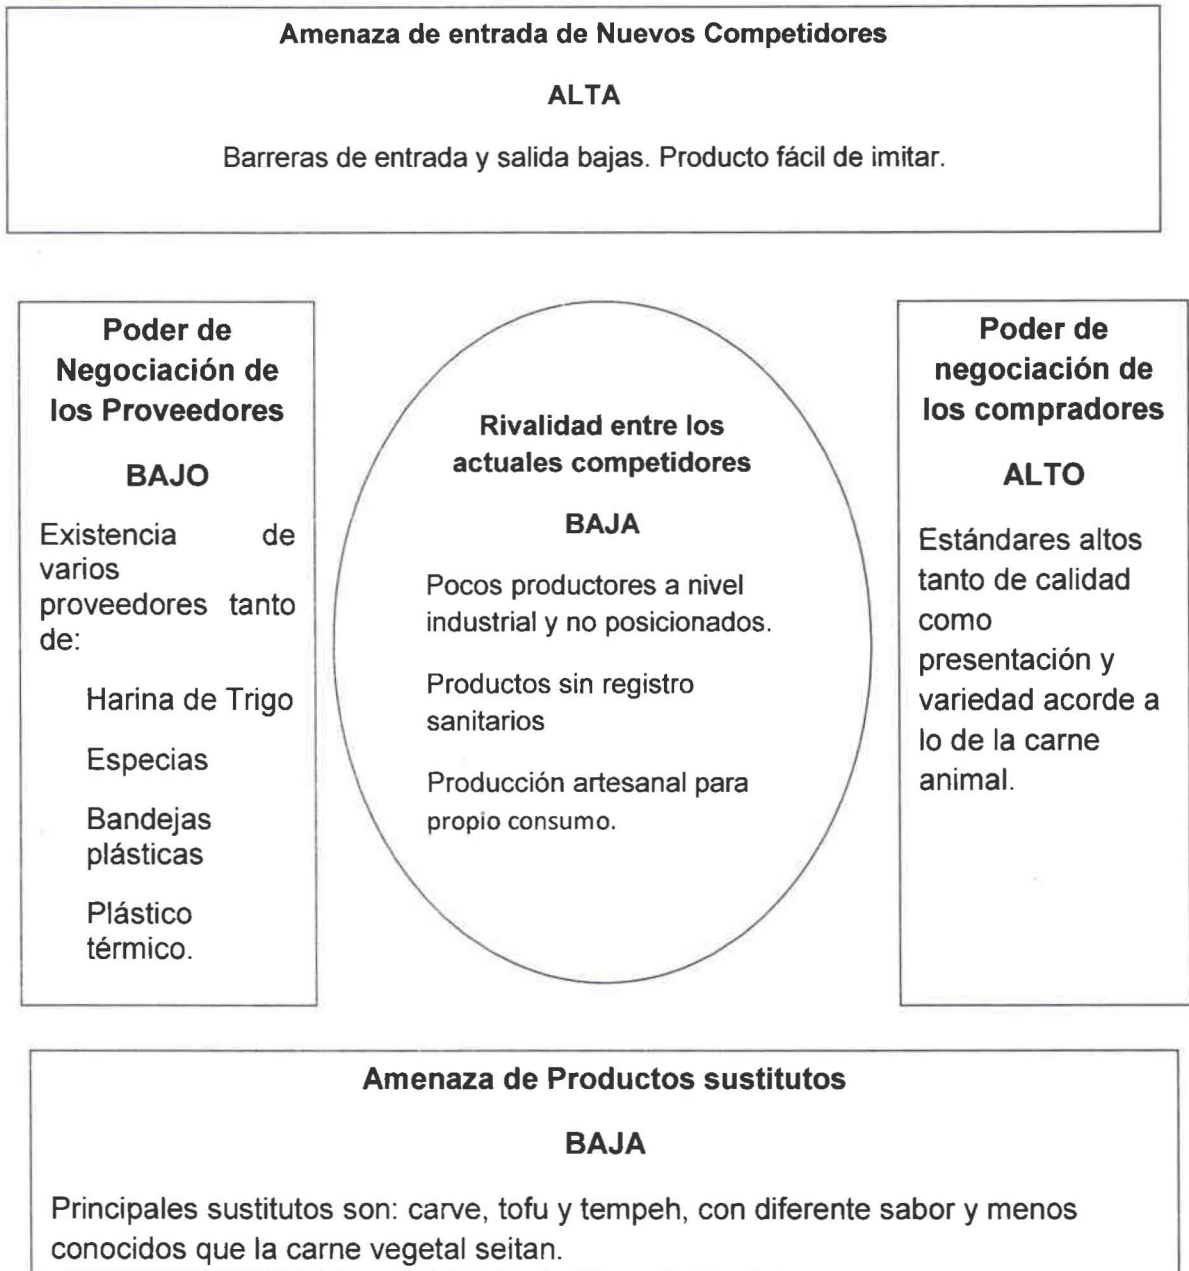 Amenaza de entrada de Nuevos Competidores
ALTA
Barreras de entrada y salida bajas. Producto fácil de imitar.
Poder de
Negociación de
los Proveedores
BAJO
Existencia de
varios
proveedores tanto
de:
Harina de Trigo
Especias
Bandejas
plásticas
Plástico
térmico.
Rivalidad entre los
actuales competidores
BAJA
Pocos productores a nivel
industrial y no posicionados.
Productos sin registro
sanitarios
Producción artesanal para
propio consumo.
Poder de
negociación de
los compradores
ALTO
Estándares altos
tanto de calidad
como
presentación y
variedad acorde a
lo de la carne
animal.
Amenaza de Productos sustitutos
BAJA
Principales sustitutos son: carve, tofu y tempeh, con diferente sabor y menos
conocidos que la carne vegetal seitan.